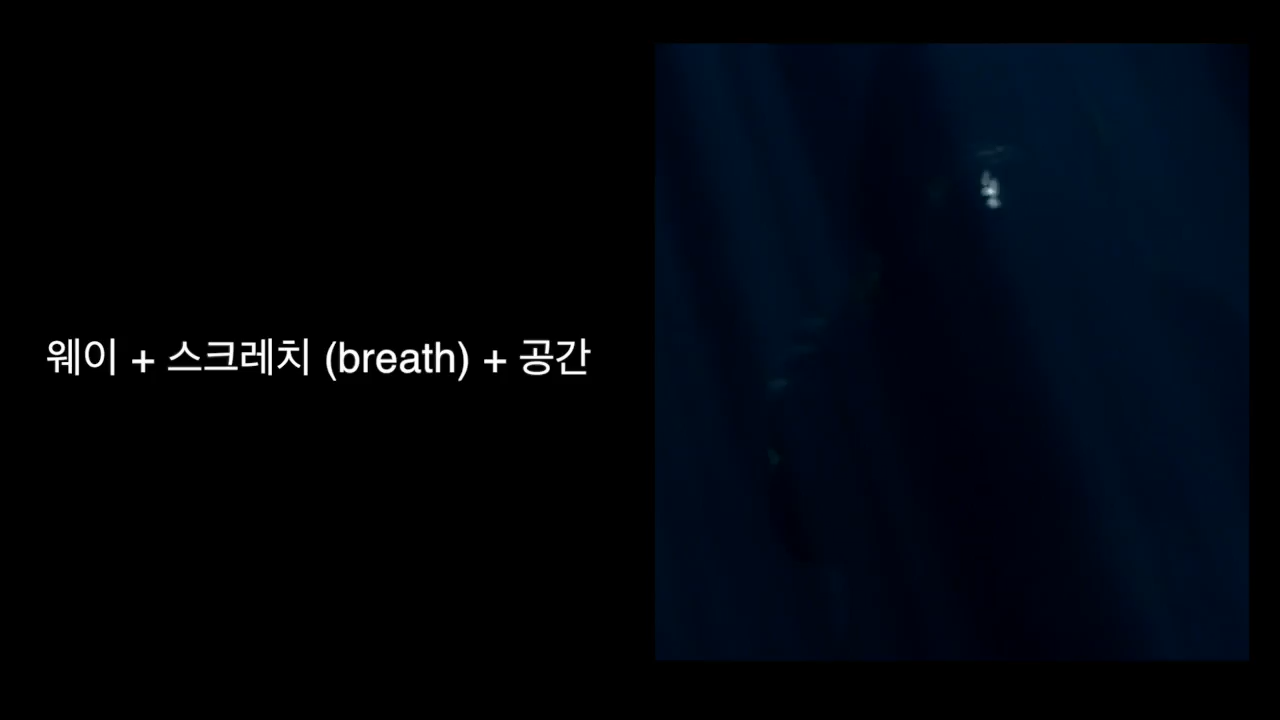 웨이 + 스크레치 (breath) + 공간